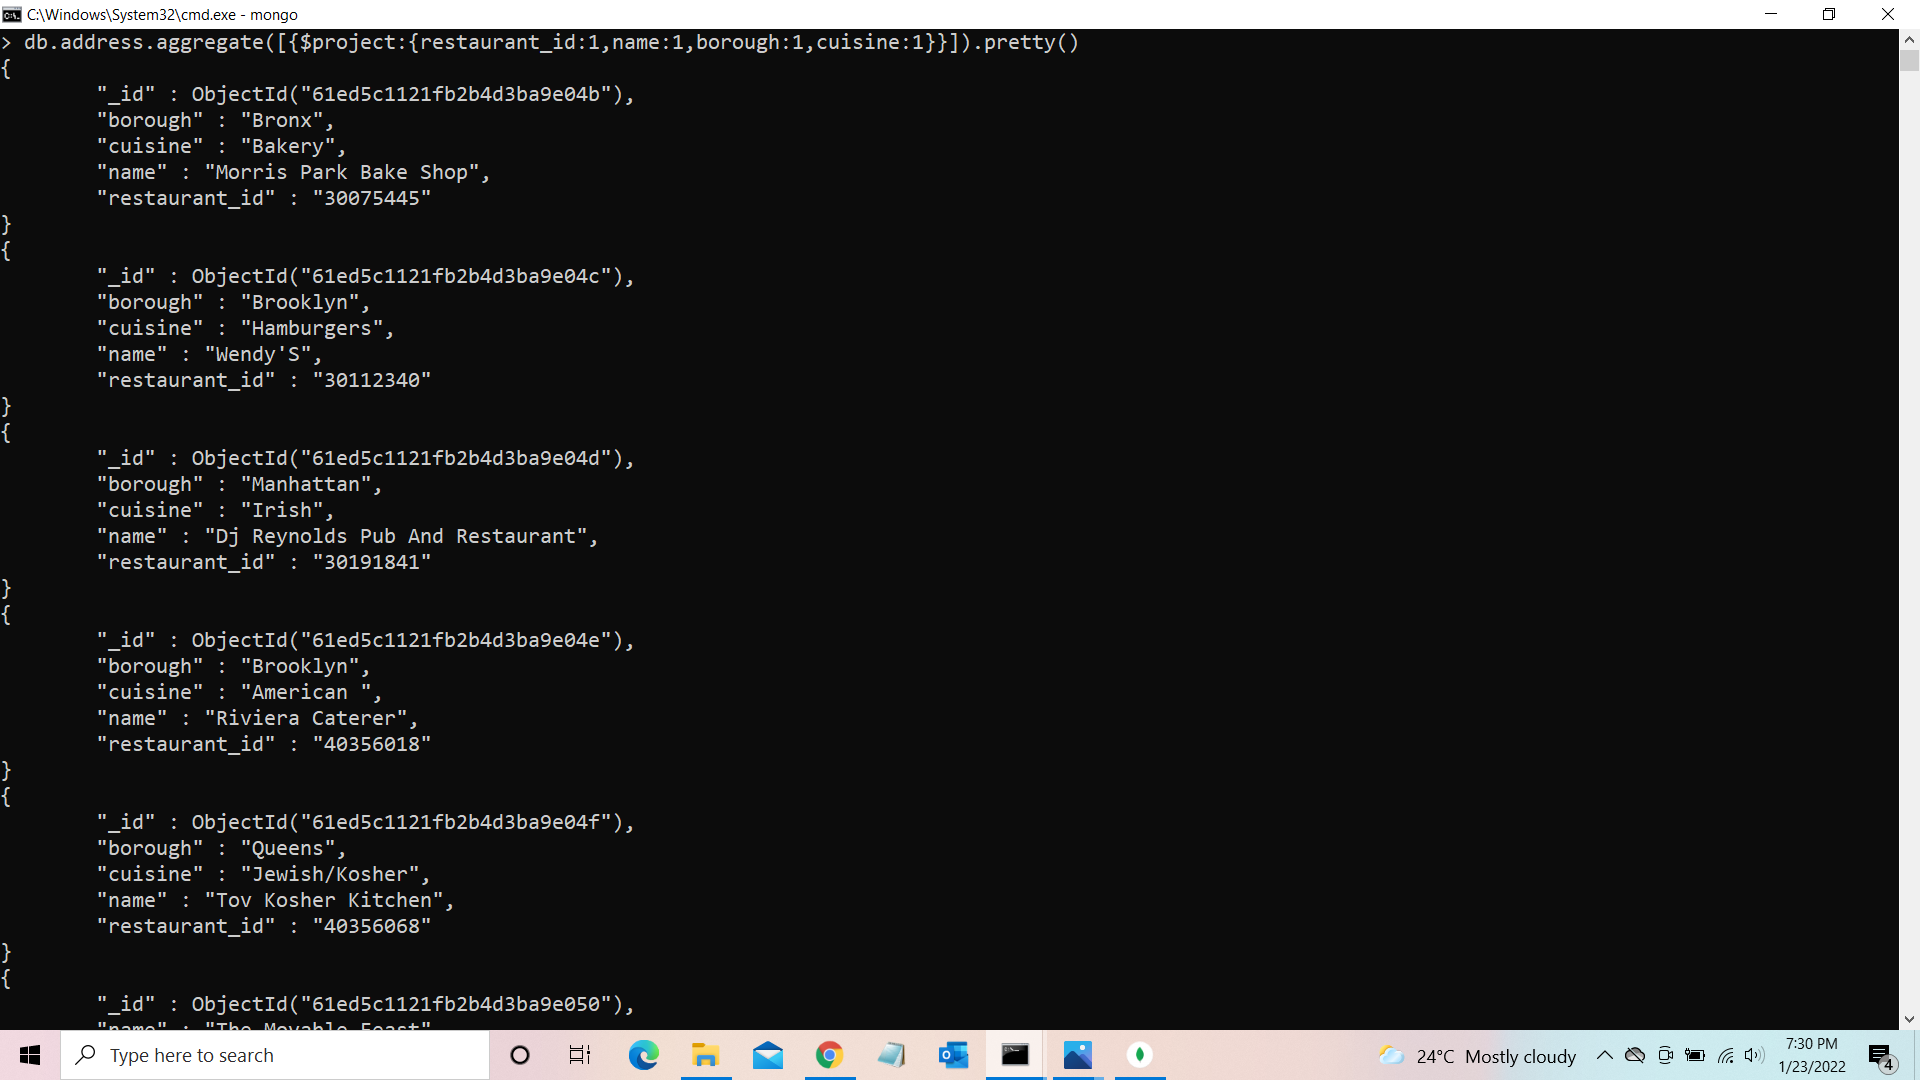 C:\Windows\System32\cmd.exe - mongo
> db.address.aggregate([{$project:{restaurant_id:1,name:1,borough:1,cuisine:1}}]).pretty()
{
"_id" : ObjectId("61ed5c1121fb2b4d3ba9e04b"),
"borough" : "Bronx",
"cuisine" : "Bakery",
"name" : "Morris Park Bake Shop",
"restaurant_id" : "30075445"
}
{
"_id" : ObjectId("61ed5c1121fb2b4d3ba9e04c"),
"borough" : "Brooklyn",
"cuisine" : "Hamburgers",
"name" : "Wendy'S",
"restaurant_id" : "30112340"
}
{
"_id" : ObjectId("61ed5c1121fb2b4d3ba9e04d"),
"borough" : "Manhattan",
"cuisine" : "Irish",
"name" : "Dj Reynolds Pub And Restaurant",
"restaurant_id" : "30191841"
}
{
"_id" : ObjectId("61ed5c1121fb2b4d3ba9e04e"),
"borough" : "Brooklyn",
"cuisine" : "American ",
"name" : "Riviera Caterer",
"restaurant_id" : "40356018"
}
{
"_id" : ObjectId("61ed5c1121fb2b4d3ba9e04f"),
"borough" : "Queens",
"cuisine" : "Jewish/Kosher",
"name" : "Tov Kosher Kitchen",
"restaurant_id" : "40356068"
}
{
"_id" : ObjectId("61ed5c1121fb2b4d3ba9e050"),
"name" : "The Movable Feast"
Type here to search
24°C Mostly cloudy
7:30 PM
1/23/2022
4